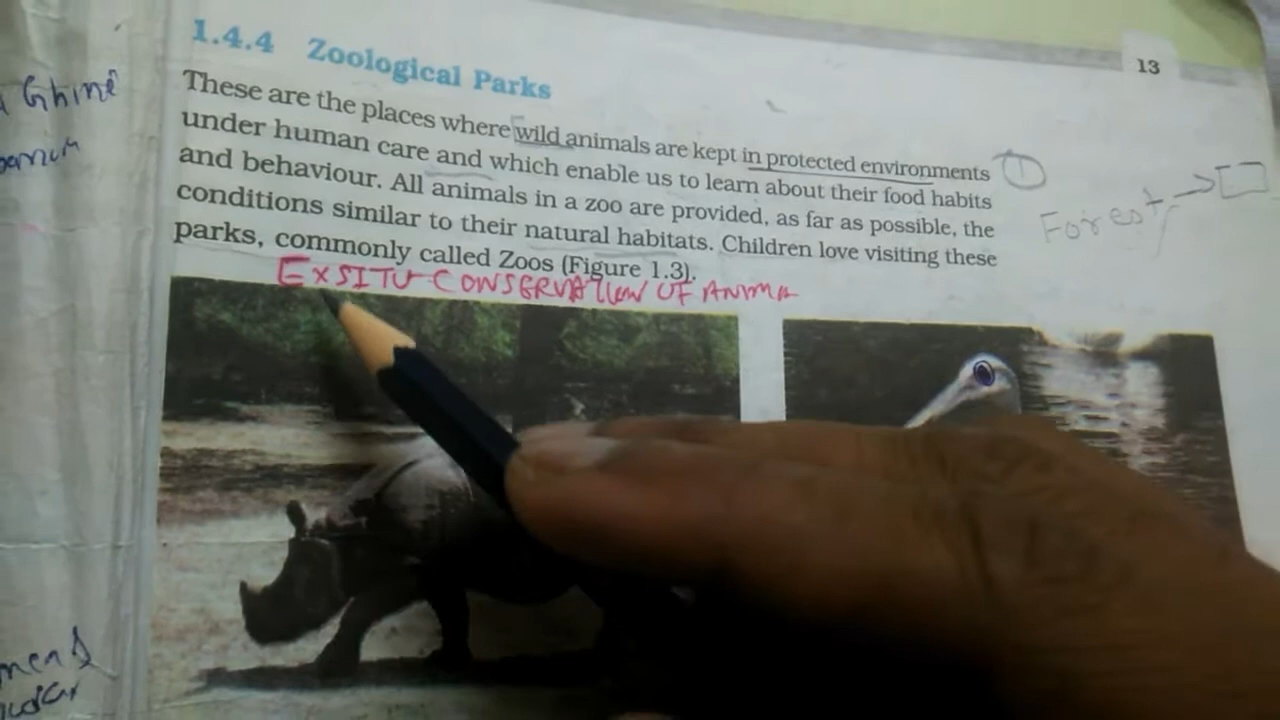 13
1.4.4 Zoological Parks
These are the places where wild animals are kept in protected environments
under human care and which enable us to learn about their food habits
and behaviour. All animals in a zoo are provided, as far as possible, the
conditions similar to their natural habitats. Children love visiting these
parks, commonly called Zoos (Figure 1.3).
EXSITU CONSERVATION OF ANIMA
1
Forest
Ghini